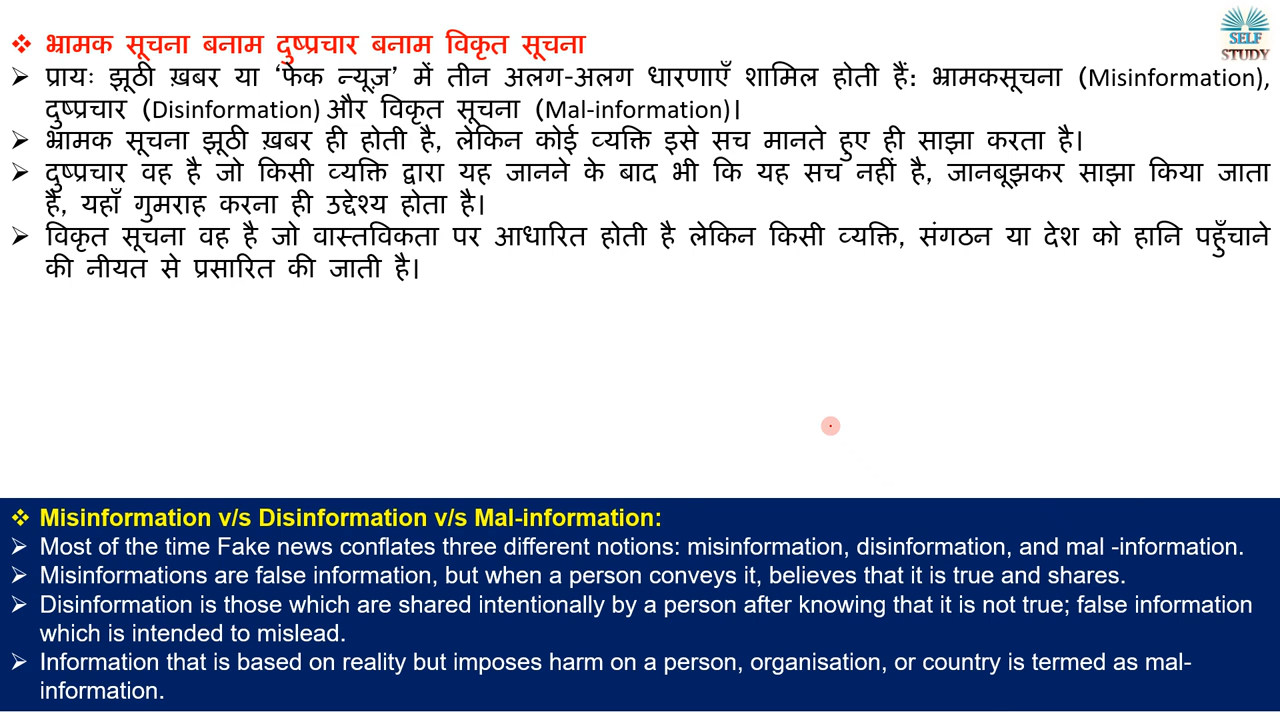 SELF
STUDY
❖ भ्रामक सूचना बनाम दुष्प्रचार बनाम विकृत सूचना
➢ प्रायः झूठी ख़बर या ‘फेक न्यूज़’ में तीन अलग-अलग धारणाएँ शामिल होती हैं: भ्रामकसूचना (Misinformation),
दुष्प्रचार (Disinformation) और विकृत सूचना (Mal-information)।
➢ भ्रामक सूचना झूठी ख़बर ही होती है, लेकिन कोई व्यक्ति इसे सच मानते हुए ही साझा करता है।
➢ दुष्प्रचार वह है जो किसी व्यक्ति द्वारा यह जानने के बाद भी कि यह सच नहीं है, जानबूझकर साझा किया जाता
है, यहाँ गुमराह करना ही उद्देश्य होता है।
➢ विकृत सूचना वह है जो वास्तविकता पर आधारित होती है लेकिन किसी व्यक्ति, संगठन या देश को हानि पहुँचाने
की नीयत से प्रसारित की जाती है।
❖ Misinformation v/s Disinformation v/s Mal-information:
➢ Most of the time Fake news conflates three different notions: misinformation, disinformation, and mal -information.
➢ Misinformations are false information, but when a person conveys it, believes that it is true and shares.
➢ Disinformation is those which are shared intentionally by a person after knowing that it is not true; false information
which is intended to mislead.
➢ Information that is based on reality but imposes harm on a person, organisation, or country is termed as mal-
information.